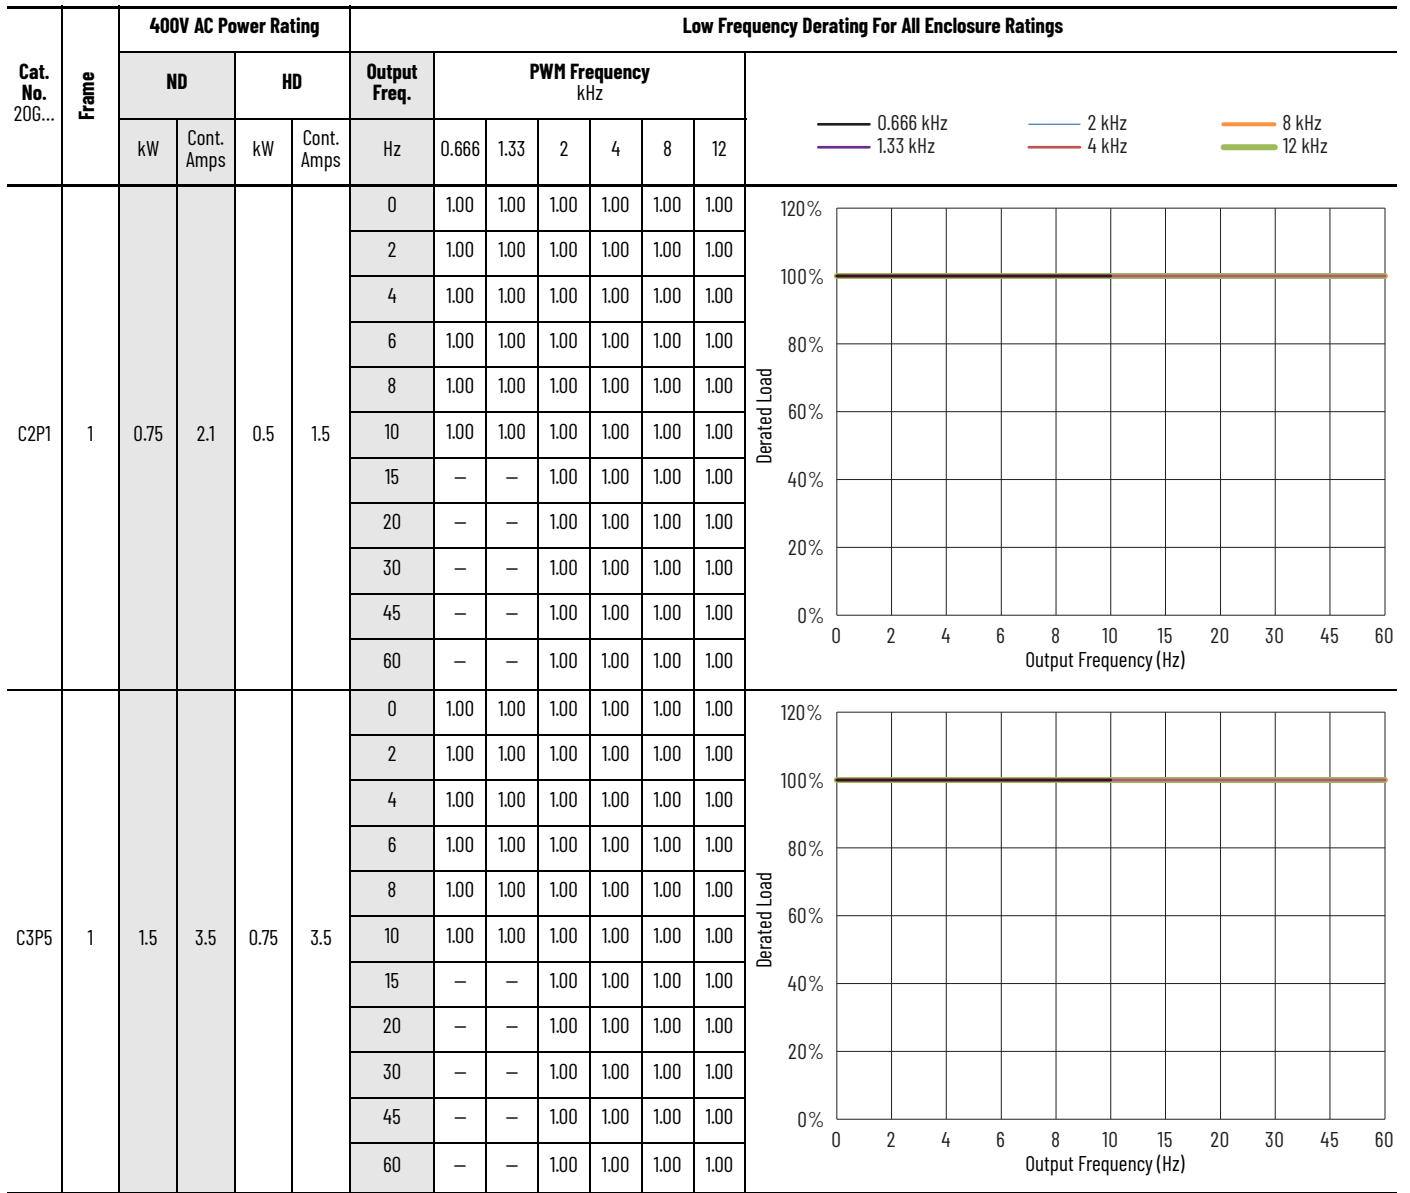 400V AC Power Rating Low Frequency Derating For All Enclosure Ratings
Cat. No. 20G... Frame ND HD Output Freq. PWM Frequency kHz
kW Cont. Amps kW Cont. Amps Hz 0.666 1.33 2 4 8 12
0.666 kHz 2 kHz 8 kHz
1.33 kHz 4 kHz 12 kHz
C2P1 1 0.75 2.1 0.5 1.5
0 1.00 1.00 1.00 1.00 1.00 1.00
2 1.00 1.00 1.00 1.00 1.00 1.00
4 1.00 1.00 1.00 1.00 1.00 1.00
6 1.00 1.00 1.00 1.00 1.00 1.00
8 1.00 1.00 1.00 1.00 1.00 1.00
10 1.00 1.00 1.00 1.00 1.00 1.00
15 – – 1.00 1.00 1.00 1.00
20 – – 1.00 1.00 1.00 1.00
30 – – 1.00 1.00 1.00 1.00
45 – – 1.00 1.00 1.00 1.00
60 – – 1.00 1.00 1.00 1.00
120%
100%
80%
60%
40%
20%
0%
Derated Load
0 2 4 6 8 10 15 20 30 45 60
Output Frequency (Hz)
C3P5 1 1.5 3.5 0.75 3.5
0 1.00 1.00 1.00 1.00 1.00 1.00
2 1.00 1.00 1.00 1.00 1.00 1.00
4 1.00 1.00 1.00 1.00 1.00 1.00
6 1.00 1.00 1.00 1.00 1.00 1.00
8 1.00 1.00 1.00 1.00 1.00 1.00
10 1.00 1.00 1.00 1.00 1.00 1.00
15 – – 1.00 1.00 1.00 1.00
20 – – 1.00 1.00 1.00 1.00
30 – – 1.00 1.00 1.00 1.00
45 – – 1.00 1.00 1.00 1.00
60 – – 1.00 1.00 1.00 1.00
120%
100%
80%
60%
40%
20%
0%
Derated Load
0 2 4 6 8 10 15 20 30 45 60
Output Frequency (Hz)